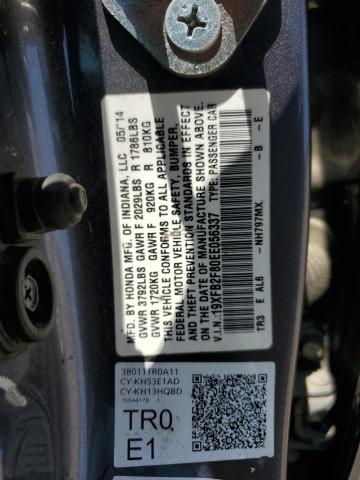 MFD. BY HONDA MFG. OF INDIANA, LLC 05/14
GVWR 3792LBS GAWR F 2029LBS R 1786LBS
GVWR 1720KG GAWR F 920KG R 810KG
THIS VEHICLE CONFORMS TO ALL APPLICABLE
FEDERAL MOTOR VEHICLE SAFETY, BUMPER,
AND THEFT PREVENTION STANDARDS IN EFFECT
ON THE DATE OF MANUFACTURE SHOWN ABOVE.
V.I.N.: 19XFB2F80EE056337 TYPE: PASSENGER CAR
TR3 E AL6 -NH797MX -B -E
38011TR0A11
CY-KH53E1AD
CY-KH13HQBD
TR0
E1